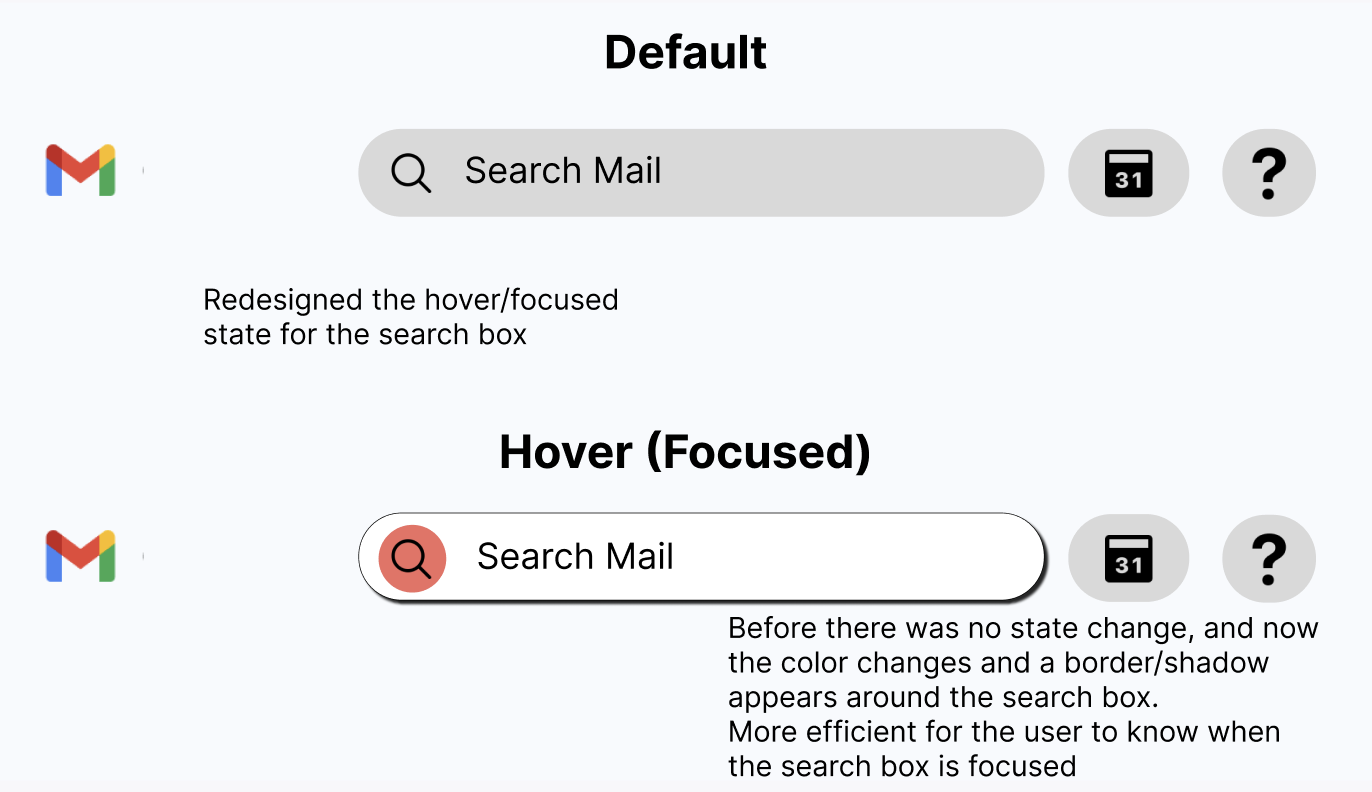 Default
Search Mail
31
?
Redesigned the hover/focused
state for the search box
Hover (Focused)
Search Mail
31
?
Before there was no state change, and now
the color changes and a border/shadow
appears around the search box.
More efficient for the user to know when
the search box is focused